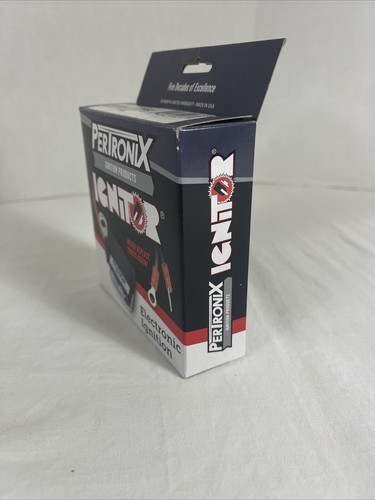 Five Decades of Excellence
PERTRONIX
IGNITION PRODUCTS
IGNITOR
®
Electronic
Ignition
IGNITOR
®
PERTRONIX
IGNITION PRODUCTS